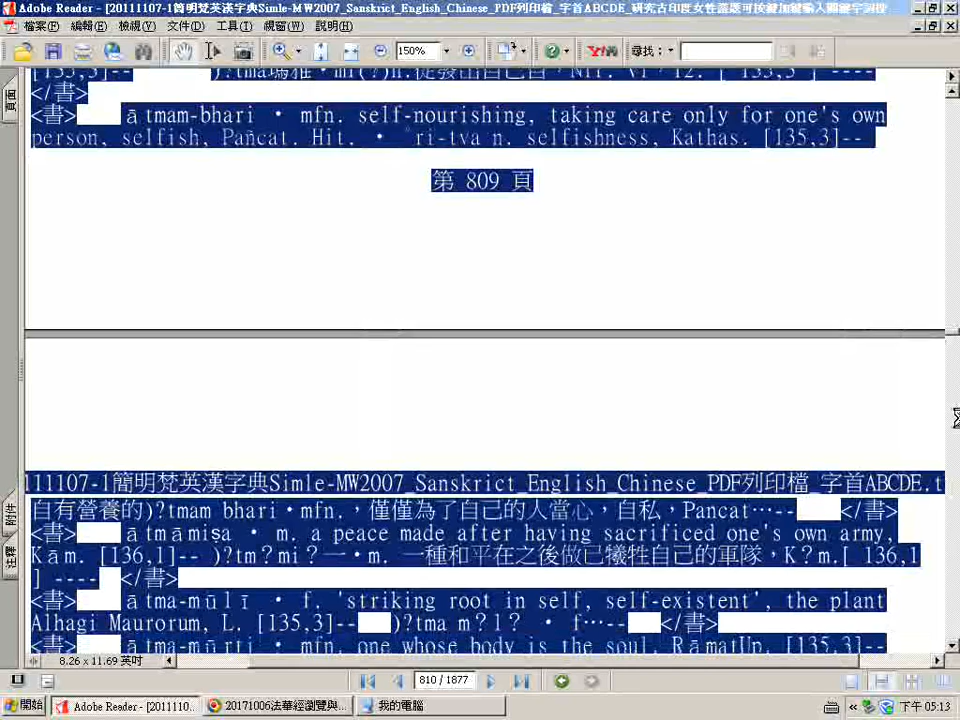 Adobe Reader - [20111107-1簡明梵英漢字典Simle-MW2007_Sanskrict_English_Chinese_PDF列印檔_字首ABCDE_研究古印度女性議題可按
檔案(F) 編輯(E) 檢視(V) 文件(D) 工具(T) 視窗(W) 說明(H)
150% Y! 尋找：
[135,3]--
</書>
<書> ātmam-bhari · mfn. self-nourishing, taking care only for one's own
person, selfish, Pañcat. Hit. · ri-tva n. selfishness, Kathas. [135,3]--
第 809 頁
111107-1簡明梵英漢字典Simle-MW2007_Sanskrict_English_Chinese_PDF列印檔_字首ABCDE.t
自有營養的)?tmam bhari·mfn.，僅僅為了自己的人當心，自私，Pancat…-- </書>
<書> ātmāmiṣa · m. a peace made after having sacrificed one's own army,
Kām. [136,1]-- )?tm？mi？一·m. 一種和平在之後做已犧牲自己的軍隊，K？m.[ 136,1
] ---- </書>
<書> ātma-mūlī · f. 'striking root in self, self-existent', the plant
Alhagi Maurorum, L. [135,3]-- )?tma m？l？ · f…-- </書>
<書> ātma-mūrti · mfn. one whose body is the soul, RāmatUp. [135,3]--
頁面
附件
註釋
8.26 x 11.69 英吋
810 / 1877
開始 Adobe Reader - [2011110... 20171006法華經瀏覽與... 我的電腦 下午 05:13